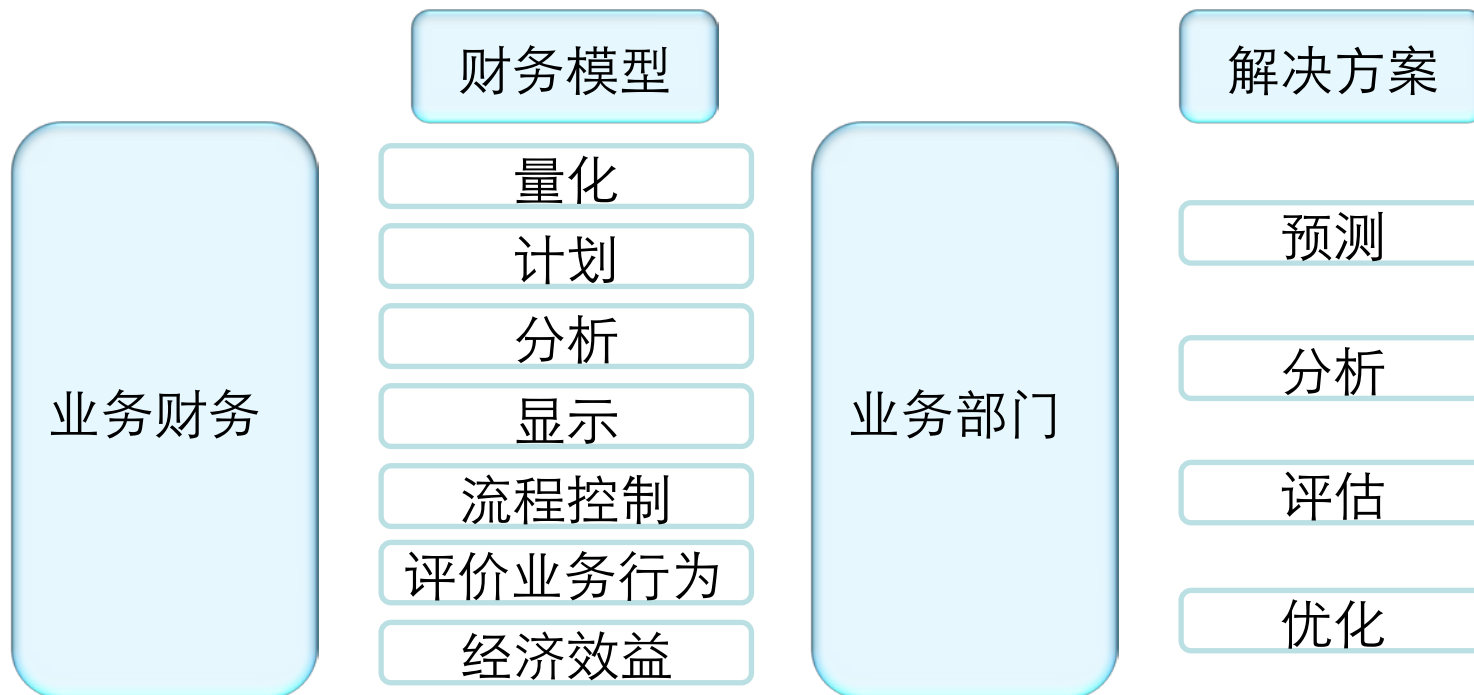 业务财务
财务模型
量化
计划
分析
显示
流程控制
评价业务行为
经济效益
业务部门
解决方案
预测
分析
评估
优化